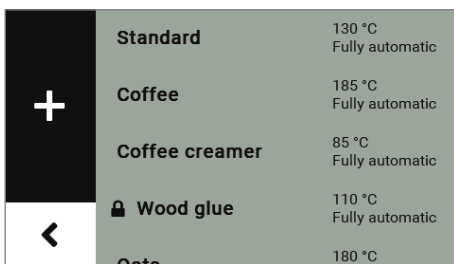 Standard
130 °C
Fully automatic
Coffee
185 °C
Fully automatic
Coffee creamer
85 °C
Fully automatic
Wood glue
110 °C
Fully automatic
Oats
180 °C